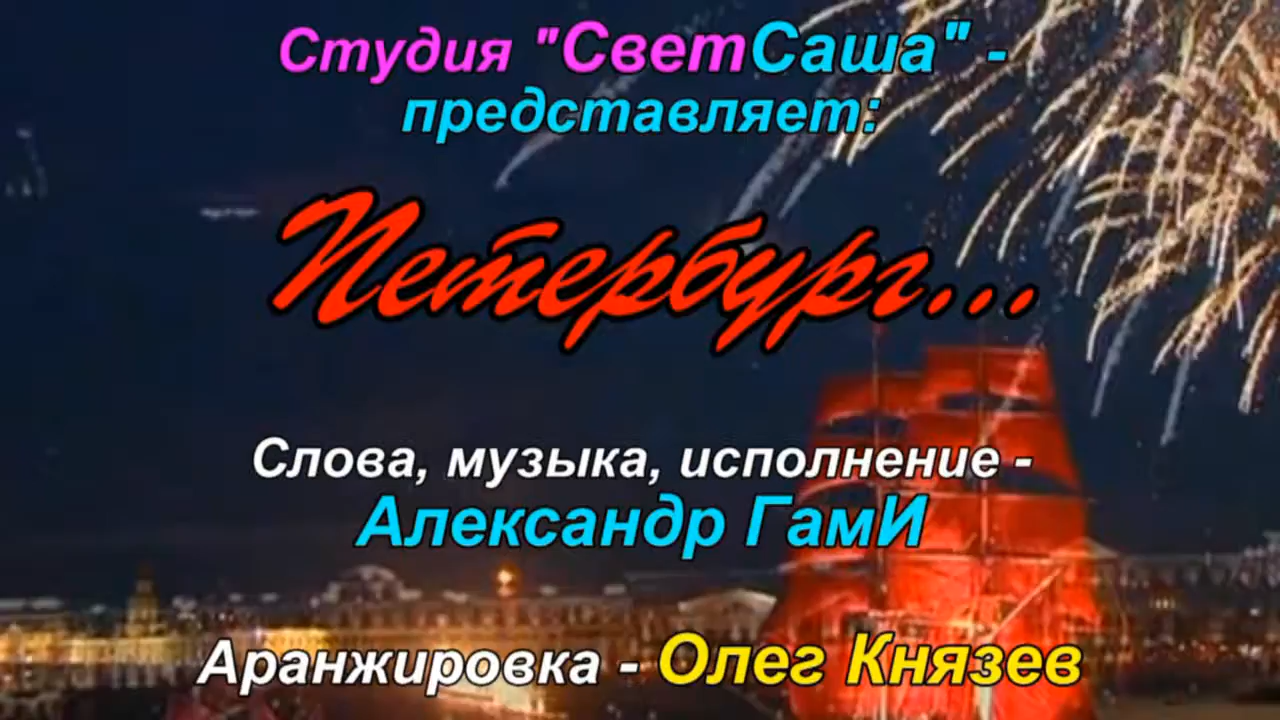 Студия "СветСаша" -
представляет:
Петербург...
Слова, музыка, исполнение -
Александр ГамИ
Аранжировка - Олег Князев